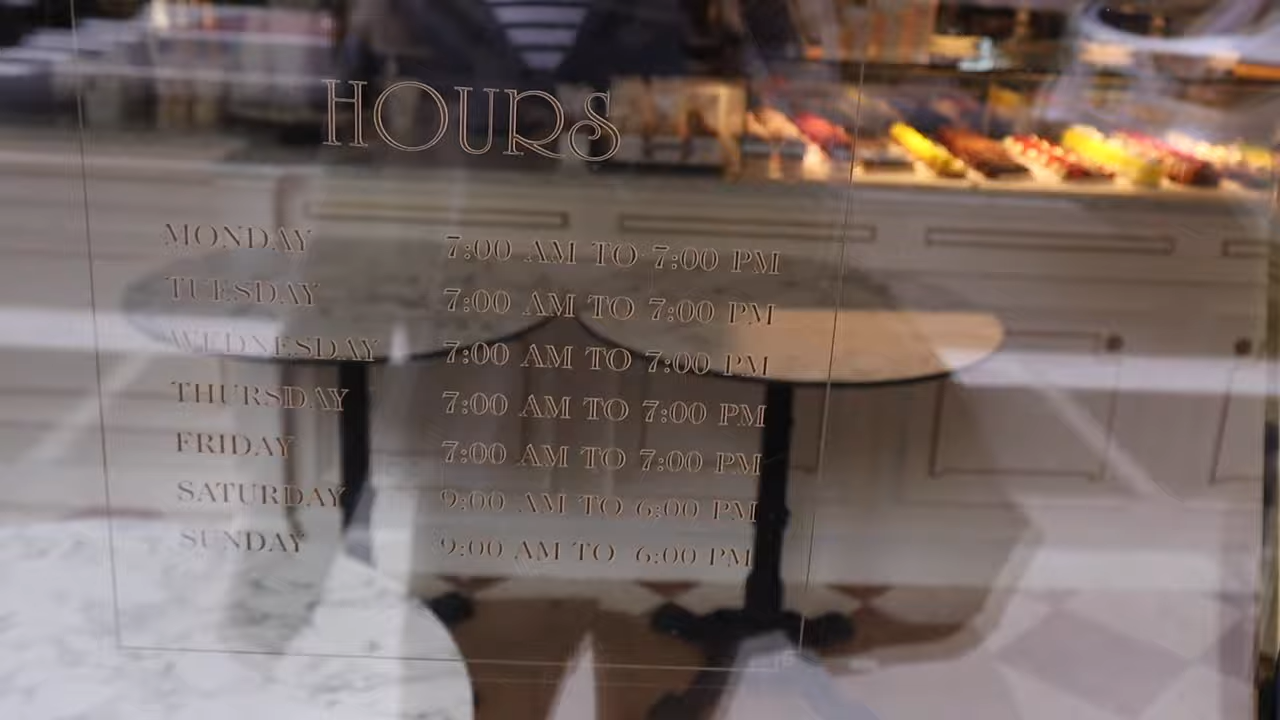 HOURS
MONDAY 7:00 AM TO 7:00 PM
TUESDAY 7:00 AM TO 7:00 PM
WEDNESDAY 7:00 AM TO 7:00 PM
THURSDAY 7:00 AM TO 7:00 PM
FRIDAY 7:00 AM TO 7:00 PM
SATURDAY 9:00 AM TO 6:00 PM
SUNDAY 9:00 AM TO 6:00 PM